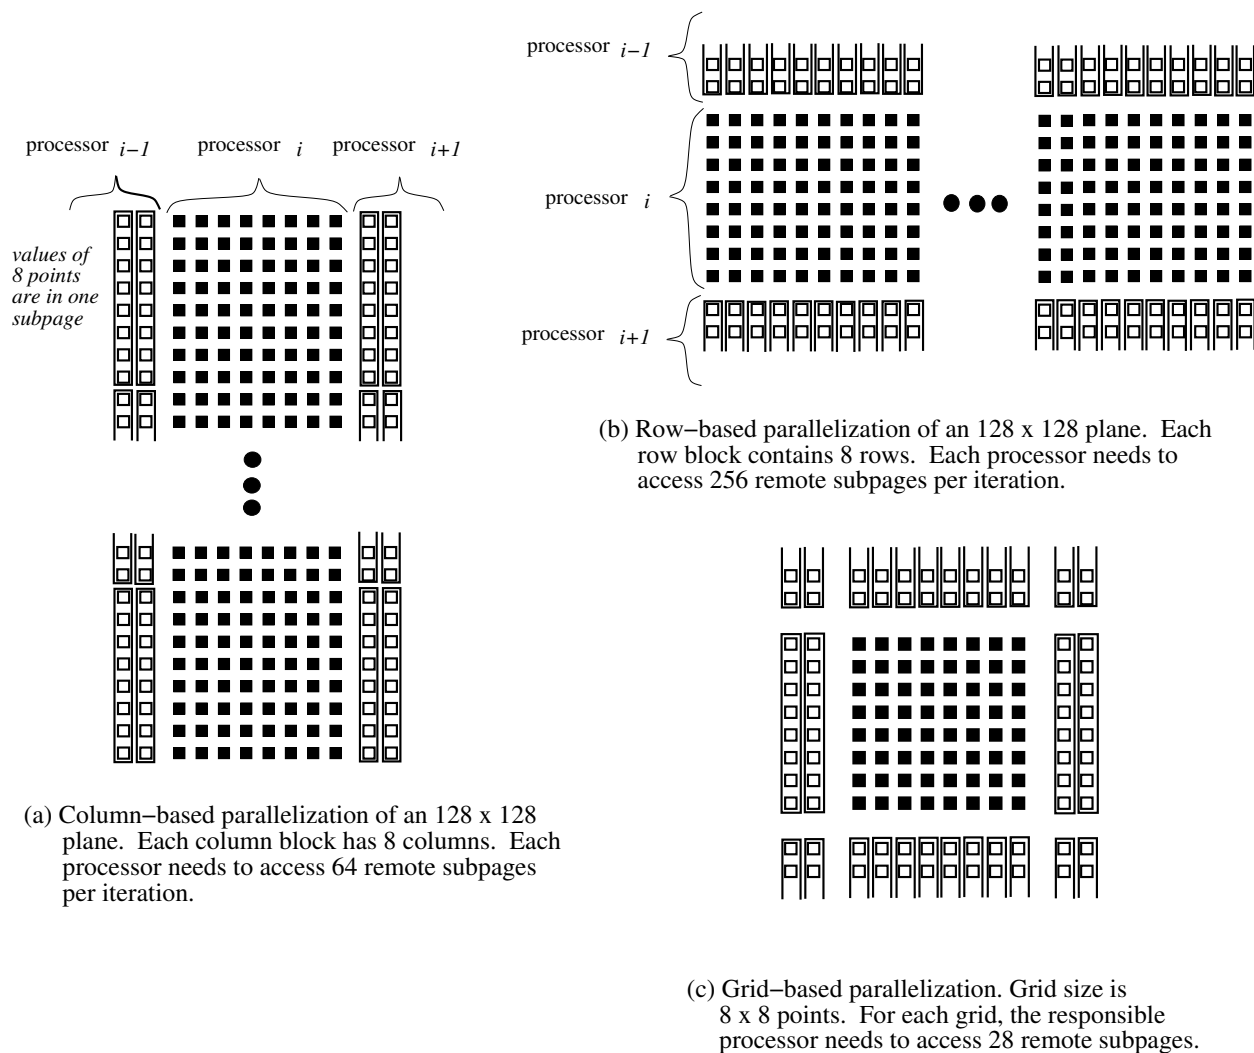 processor i−1
processor i
processor i+1
values of
8 points
are in one
subpage
(a) Column−based parallelization of an 128 x 128
plane. Each column block has 8 columns. Each
processor needs to access 64 remote subpages
per iteration.
processor i−1
processor i
processor i+1
(b) Row−based parallelization of an 128 x 128 plane. Each
row block contains 8 rows. Each processor needs to
access 256 remote subpages per iteration.
(c) Grid−based parallelization. Grid size is
8 x 8 points. For each grid, the responsible
processor needs to access 28 remote subpages.